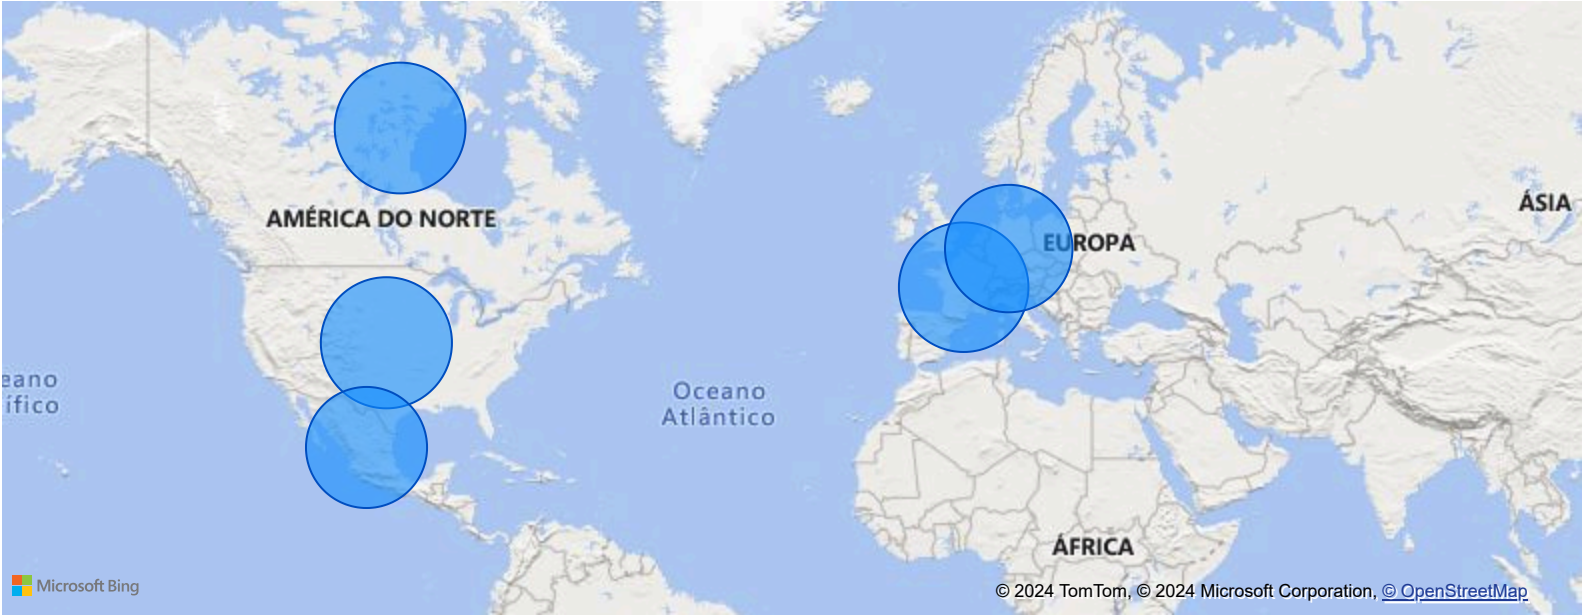 AMÉRICA DO NORTE
ÁSIA
EUROPA
eano
ífico
Oceano
Atlântico
ÁFRICA
Microsoft Bing
© 2024 TomTom, © 2024 Microsoft Corporation, © OpenStreetMap